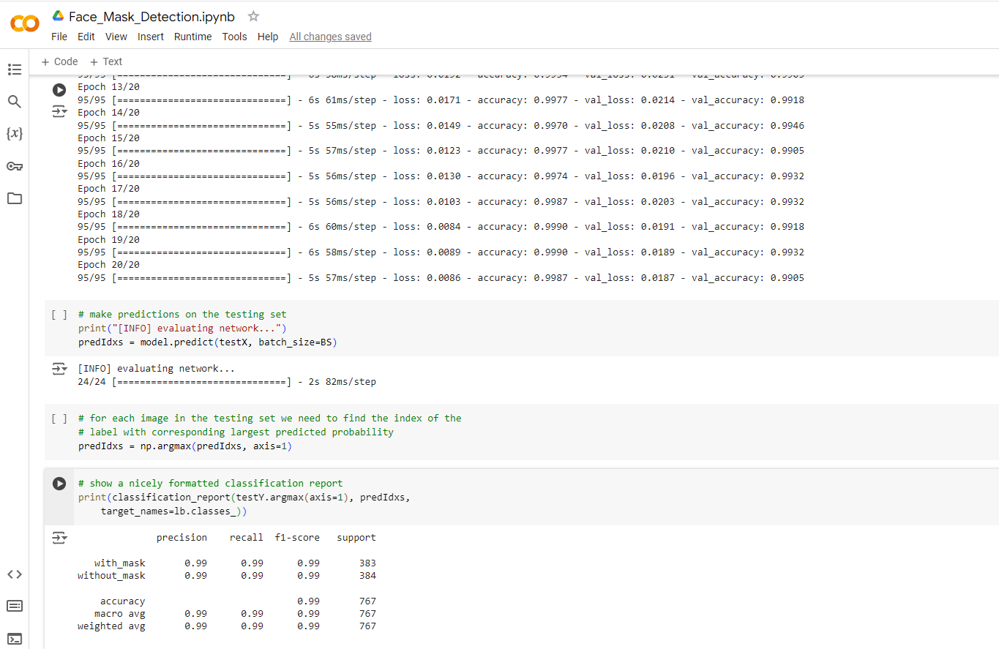 Face_Mask_Detection.ipynb
File Edit View Insert Runtime Tools Help All changes saved
+ Code + Text
Epoch 13/20
95/95 [==============================] - 6s 61ms/step - loss: 0.0171 - accuracy: 0.9977 - val_loss: 0.0214 - val_accuracy: 0.9918
Epoch 14/20
95/95 [==============================] - 5s 55ms/step - loss: 0.0149 - accuracy: 0.9970 - val_loss: 0.0208 - val_accuracy: 0.9946
Epoch 15/20
95/95 [==============================] - 5s 57ms/step - loss: 0.0123 - accuracy: 0.9977 - val_loss: 0.0210 - val_accuracy: 0.9905
Epoch 16/20
95/95 [==============================] - 5s 56ms/step - loss: 0.0130 - accuracy: 0.9974 - val_loss: 0.0196 - val_accuracy: 0.9932
Epoch 17/20
95/95 [==============================] - 5s 56ms/step - loss: 0.0103 - accuracy: 0.9987 - val_loss: 0.0203 - val_accuracy: 0.9932
Epoch 18/20
95/95 [==============================] - 6s 60ms/step - loss: 0.0084 - accuracy: 0.9990 - val_loss: 0.0191 - val_accuracy: 0.9918
Epoch 19/20
95/95 [==============================] - 6s 58ms/step - loss: 0.0089 - accuracy: 0.9990 - val_loss: 0.0189 - val_accuracy: 0.9932
Epoch 20/20
95/95 [==============================] - 5s 57ms/step - loss: 0.0086 - accuracy: 0.9987 - val_loss: 0.0187 - val_accuracy: 0.9905
[ ] # make predictions on the testing set
print("[INFO] evaluating network...")
predIdxs = model.predict(testX, batch_size=BS)
[INFO] evaluating network...
24/24 [==============================] - 2s 82ms/step
[ ] # for each image in the testing set we need to find the index of the
# label with corresponding largest predicted probability
predIdxs = np.argmax(predIdxs, axis=1)
# show a nicely formatted classification report
print(classification_report(testY.argmax(axis=1), predIdxs,
target_names=lb.classes_))
precision recall f1-score support
with_mask 0.99 0.99 0.99 383
without_mask 0.99 0.99 0.99 384
accuracy 0.99 767
macro avg 0.99 0.99 0.99 767
weighted avg 0.99 0.99 0.99 767